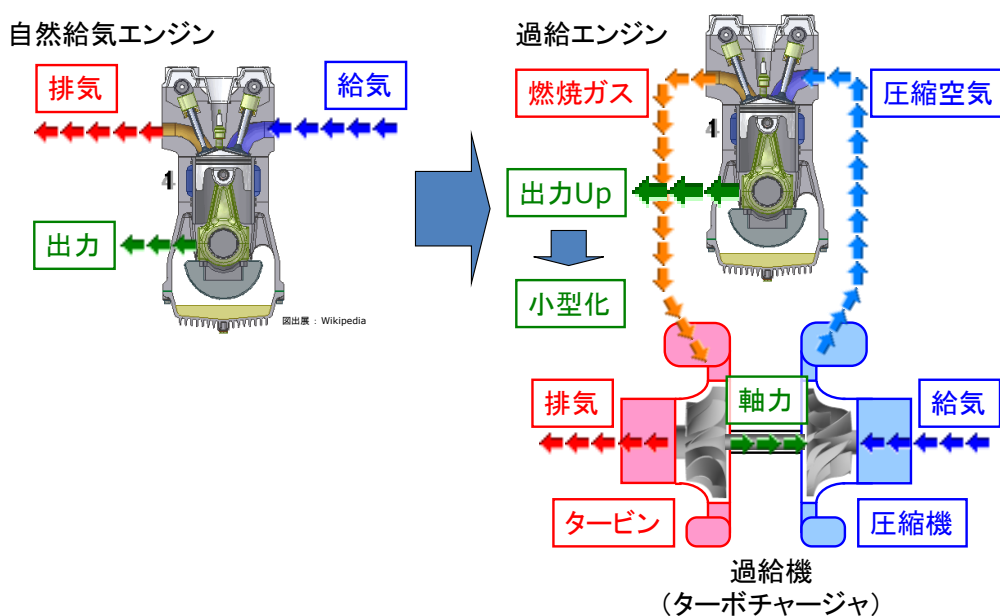 自然給気エンジン
排気
給気
出力
図出展 : Wikipedia
過給エンジン
燃焼ガス
圧縮空気
出力Up
小型化
排気
軸力
給気
タービン
圧縮機
過給機
(ターボチャージャ)